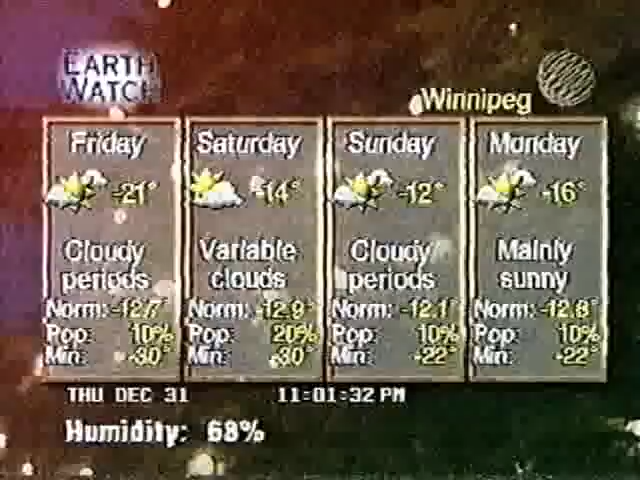 EARTH
WATCH
Winnipeg
Friday
-21°
Cloudy
periods
Norm: -12.7°
Pop: 10%
Min: -30°
Saturday
-14°
Variable
clouds
Norm: -12.9°
Pop: 20%
Min: -30°
Sunday
-12°
Cloudy
periods
Norm: -12.1°
Pop: 10%
Min: -22°
Monday
-16°
Mainly
sunny
Norm: -12.8°
Pop: 10%
Min: -22°
THU DEC 31 11:01:32 PM
Humidity: 68%